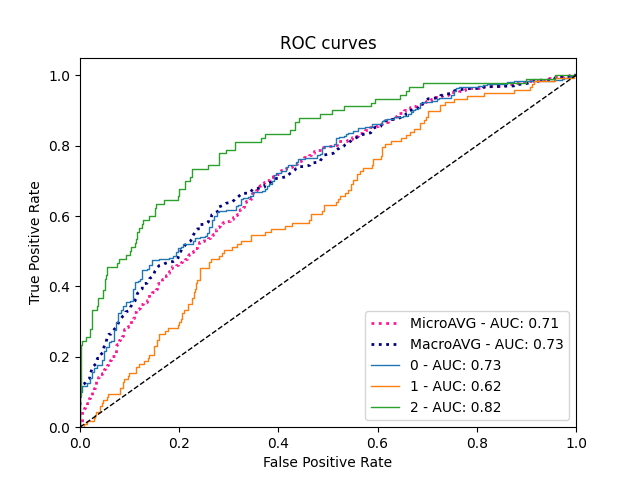 ROC curves
True Positive Rate
1.0
0.8
0.6
0.4
0.2
0.0
MicroAVG - AUC: 0.71
MacroAVG - AUC: 0.73
0 - AUC: 0.73
1 - AUC: 0.62
2 - AUC: 0.82
0.0 0.2 0.4 0.6 0.8 1.0
False Positive Rate